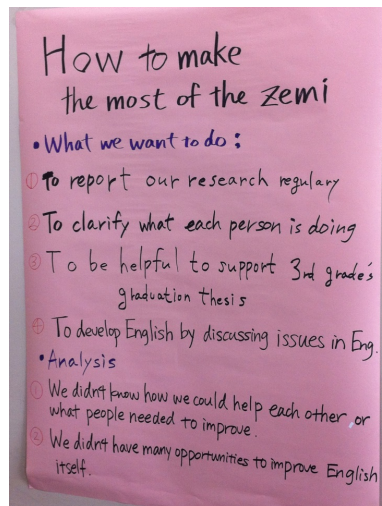 How to make
the most of the zemi
• What we want to do :
① To report our research regulary
② To clarify what each person is doing
③ To be helpful to support 3rd grade's
graduation thesis
④ To develop English by discussing issues in Eng.
• Analysis
① We didn't know how we could help each other, or
what people needed to improve.
② We didn't have many opportunities to improve English
itself.